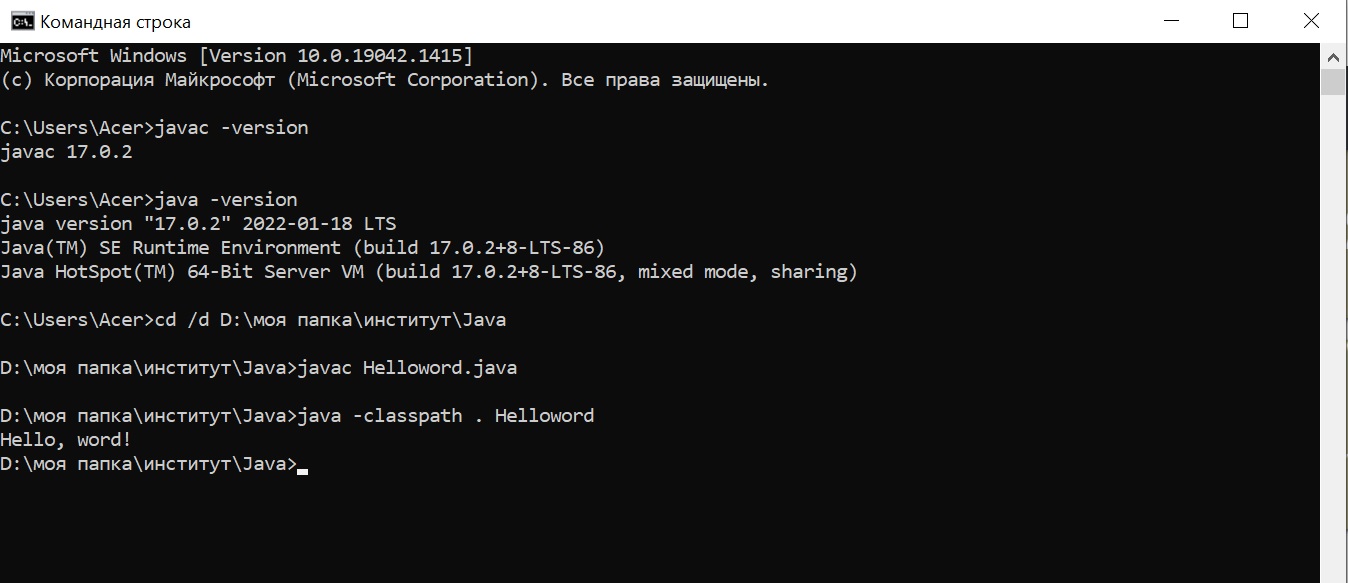 Командная строка
Microsoft Windows [Version 10.0.19042.1415]
(c) Корпорация Майкрософт (Microsoft Corporation). Все права защищены.
C:\Users\Acer>javac -version
javac 17.0.2
C:\Users\Acer>java -version
java version "17.0.2" 2022-01-18 LTS
Java(TM) SE Runtime Environment (build 17.0.2+8-LTS-86)
Java HotSpot(TM) 64-Bit Server VM (build 17.0.2+8-LTS-86, mixed mode, sharing)
C:\Users\Acer>cd /d D:\моя папка\институт\Java
D:\моя папка\институт\Java>javac Helloword.java
D:\моя папка\институт\Java>java -classpath . Helloword
Hello, word!
D:\моя папка\институт\Java>